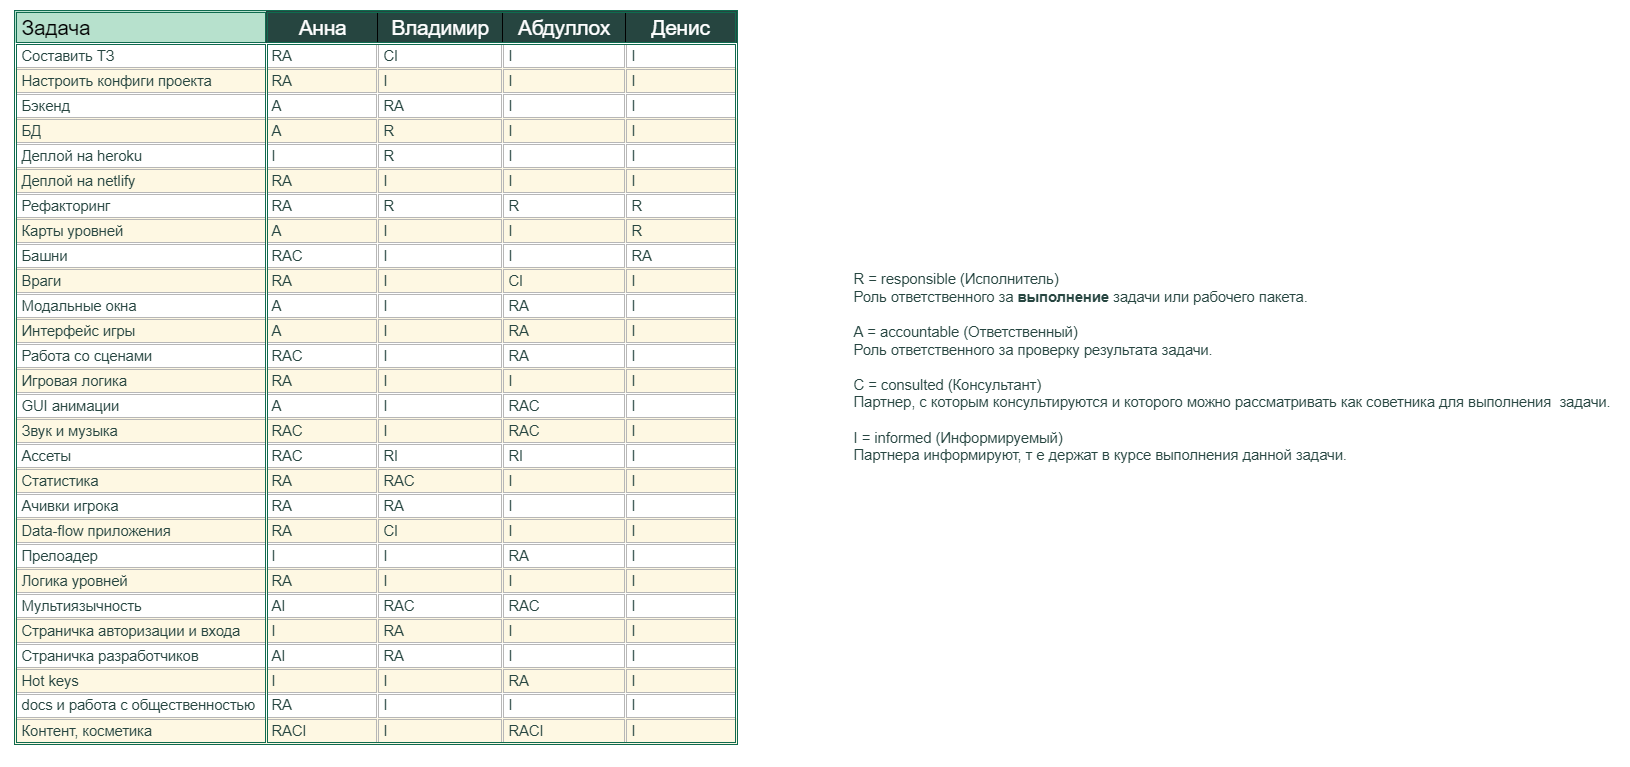 Задача Анна Владимир Абдуллох Денис
Составить ТЗ RA CI I I
Настроить конфиги проекта RA I I I
Бэкенд A RA I I
БД A R I I
Деплой на heroku I R I I
Деплой на netlify RA I I I
Рефакторинг RA R R R
Карты уровней A I I R
Башни RAC I I RA
Враги RA I CI I
Модальные окна A I RA I
Интерфейс игры A I RA I
Работа со сценами RAC I RA I
Игровая логика RA I I I
GUI анимации A I RAC I
Звук и музыка RAC I RAC I
Ассеты RAC RI RI I
Статистика RA RAC I I
Ачивки игрока RA RA I I
Data-flow приложения RA CI I I
Прелоадер I I RA I
Логика уровней RA I I I
Мультиязычность AI RAC RAC I
Страничка авторизации и входа I RA I I
Страничка разработчиков AI RA I I
Hot keys I I RA I
docs и работа с общественностью RA I I I
Контент, косметика RACI I RACI I
R = responsible (Исполнитель)
Роль ответственного за выполнение задачи или рабочего пакета.
A = accountable (Ответственный)
Роль ответственного за проверку результата задачи.
C = consulted (Консультант)
Партнер, с которым консультируются и которого можно рассматривать как советника для выполнения  задачи.
I = informed (Информируемый)
Партнера информируют, т е держат в курсе выполнения данной задачи.